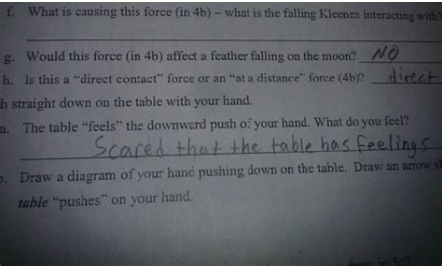 f. What is causing this force (in 4b) – what is the falling Kleenex interacting with?
g. Would this force (in 4b) affect a feather falling on the moon? NO
h. Is this a "direct contact" force or an "at a distance" force (4b)? direct
h straight down on the table with your hand.
a. The table "feels" the downward push of your hand. What do you feel?
Scared that the table has feelings
b. Draw a diagram of your hand pushing down on the table. Draw an arrow
table "pushes" on your hand.